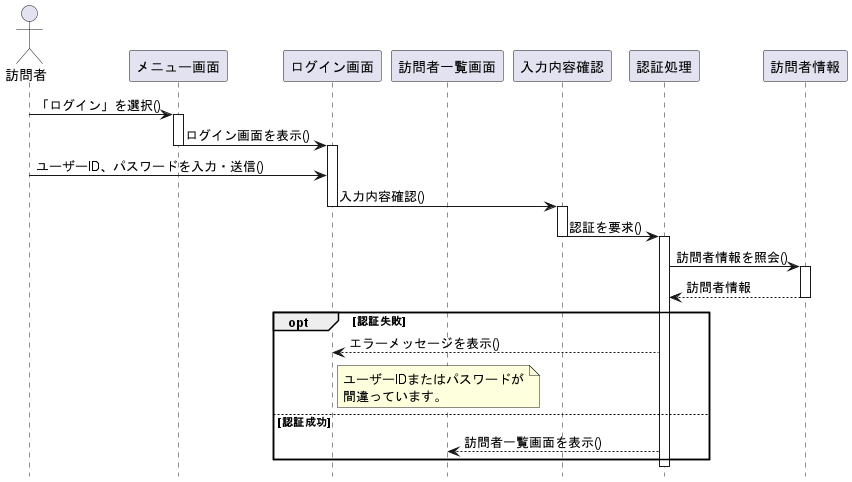 訪問者
メニュー画面
ログイン画面
訪問者一覧画面
入力内容確認
認証処理
訪問者情報
「ログイン」を選択()
ログイン画面を表示()
ユーザーID、パスワードを入力・送信()
入力内容確認()
認証を要求()
訪問者情報を照会()
訪問者情報
opt [認証失敗]
エラーメッセージを表示()
ユーザーIDまたはパスワードが
間違っています。
[認証成功]
訪問者一覧画面を表示()